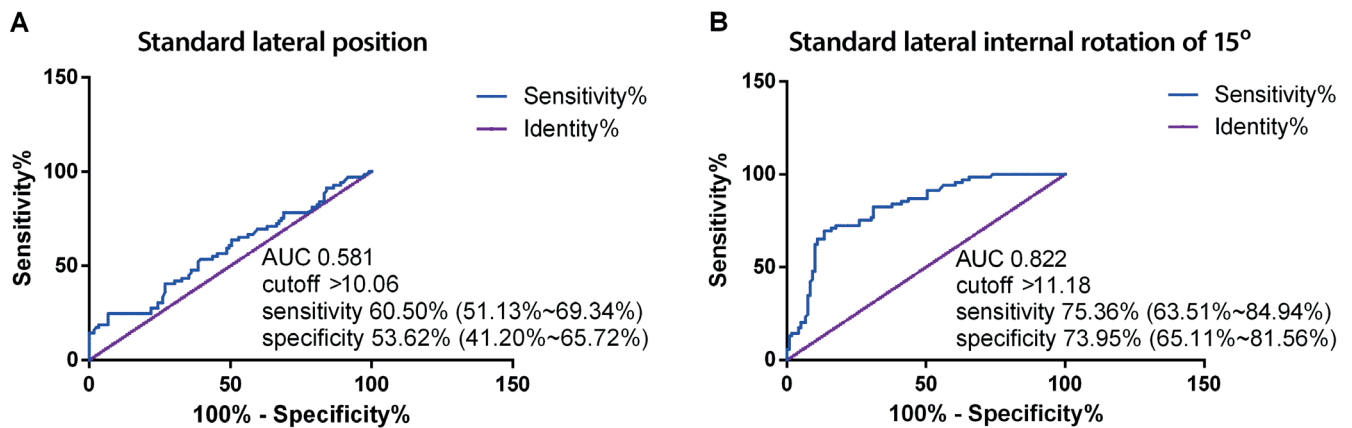 A
Standard lateral position
150
100
50
0
Sensitivity%
Sensitivity%
Identity%
AUC 0.581
cutoff >10.06
sensitivity 60.50% (51.13%~69.34%)
specificity 53.62% (41.20%~65.72%)
0
50
100
150
100% - Specificity%
B
Standard lateral internal rotation of 15°
150
100
50
0
Sensitivity%
Sensitivity%
Identity%
AUC 0.822
cutoff >11.18
sensitivity 75.36% (63.51%~84.94%)
specificity 73.95% (65.11%~81.56%)
0
50
100
150
100% - Specificity%